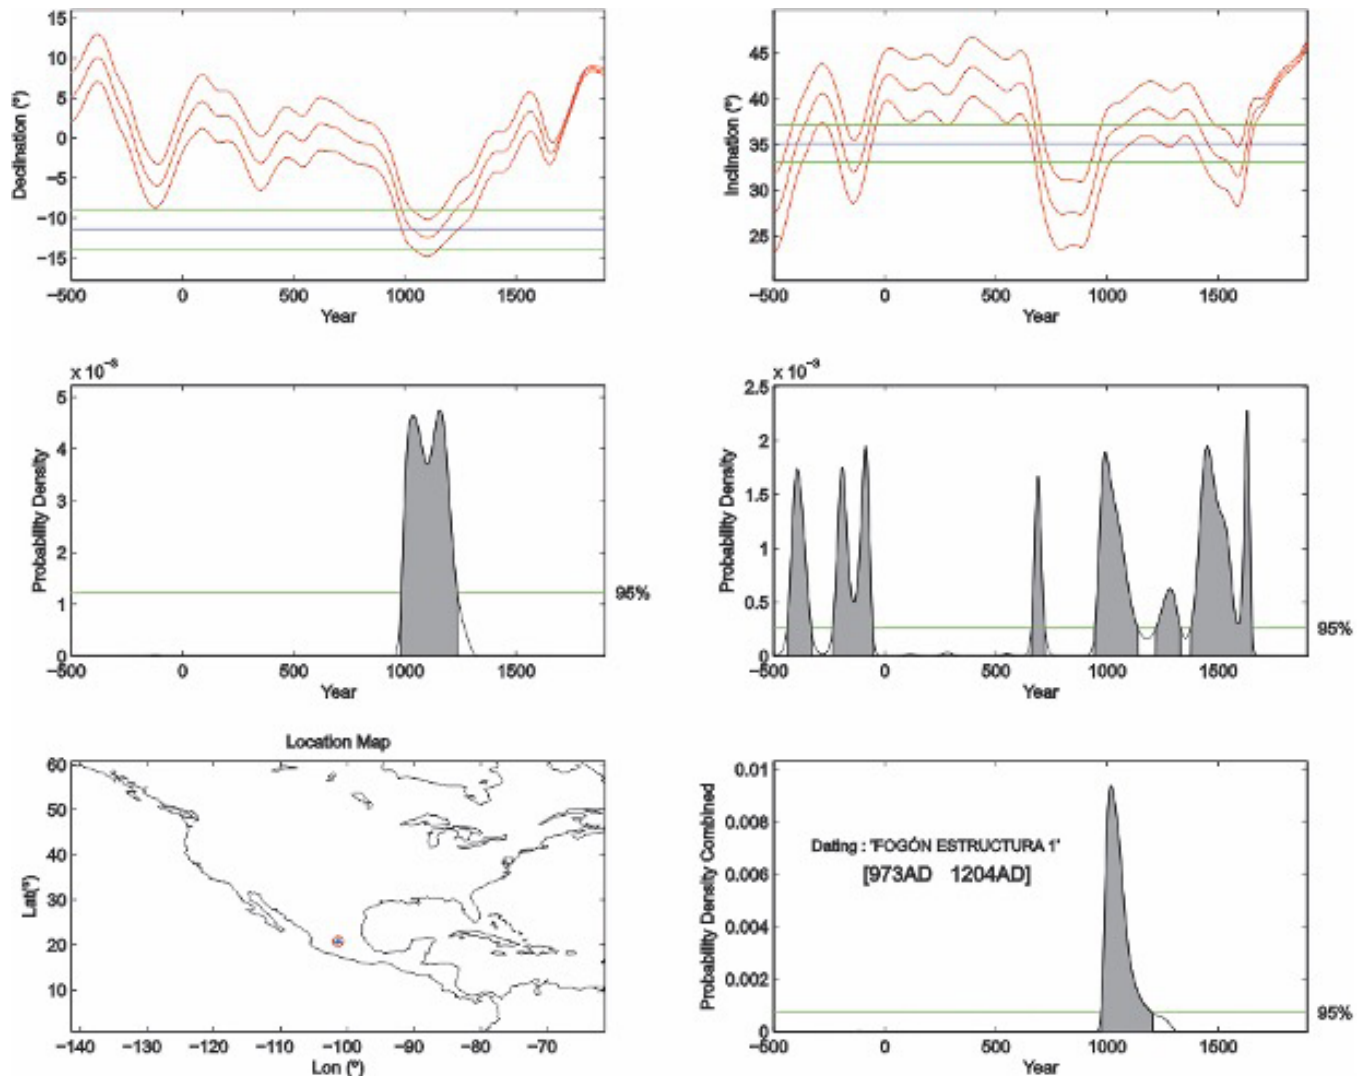 15
10
5
0
−5
−10
−15
Declination (º)
−500 0 500 1000 1500
Year
45
40
35
30
25
Inclination (º)
−500 0 500 1000 1500
Year
x 10⁻³
5
4
3
2
1
0
Probability Density
95%
−500 0 500 1000 1500
Year
x 10⁻³
2.5
2
1.5
1
0.5
0
Probability Density
95%
−500 0 500 1000 1500
Year
Location Map
60
50
40
30
20
10
Lat(º)
−140 −130 −120 −110 −100 −90 −80 −70
Lon (º)
0.01
0.008
0.006
0.004
0.002
0
Probability Density Combined
Dating : "FOGÓN ESTRUCTURA 1"
[973AD 1204AD]
95%
−500 0 500 1000 1500
Year